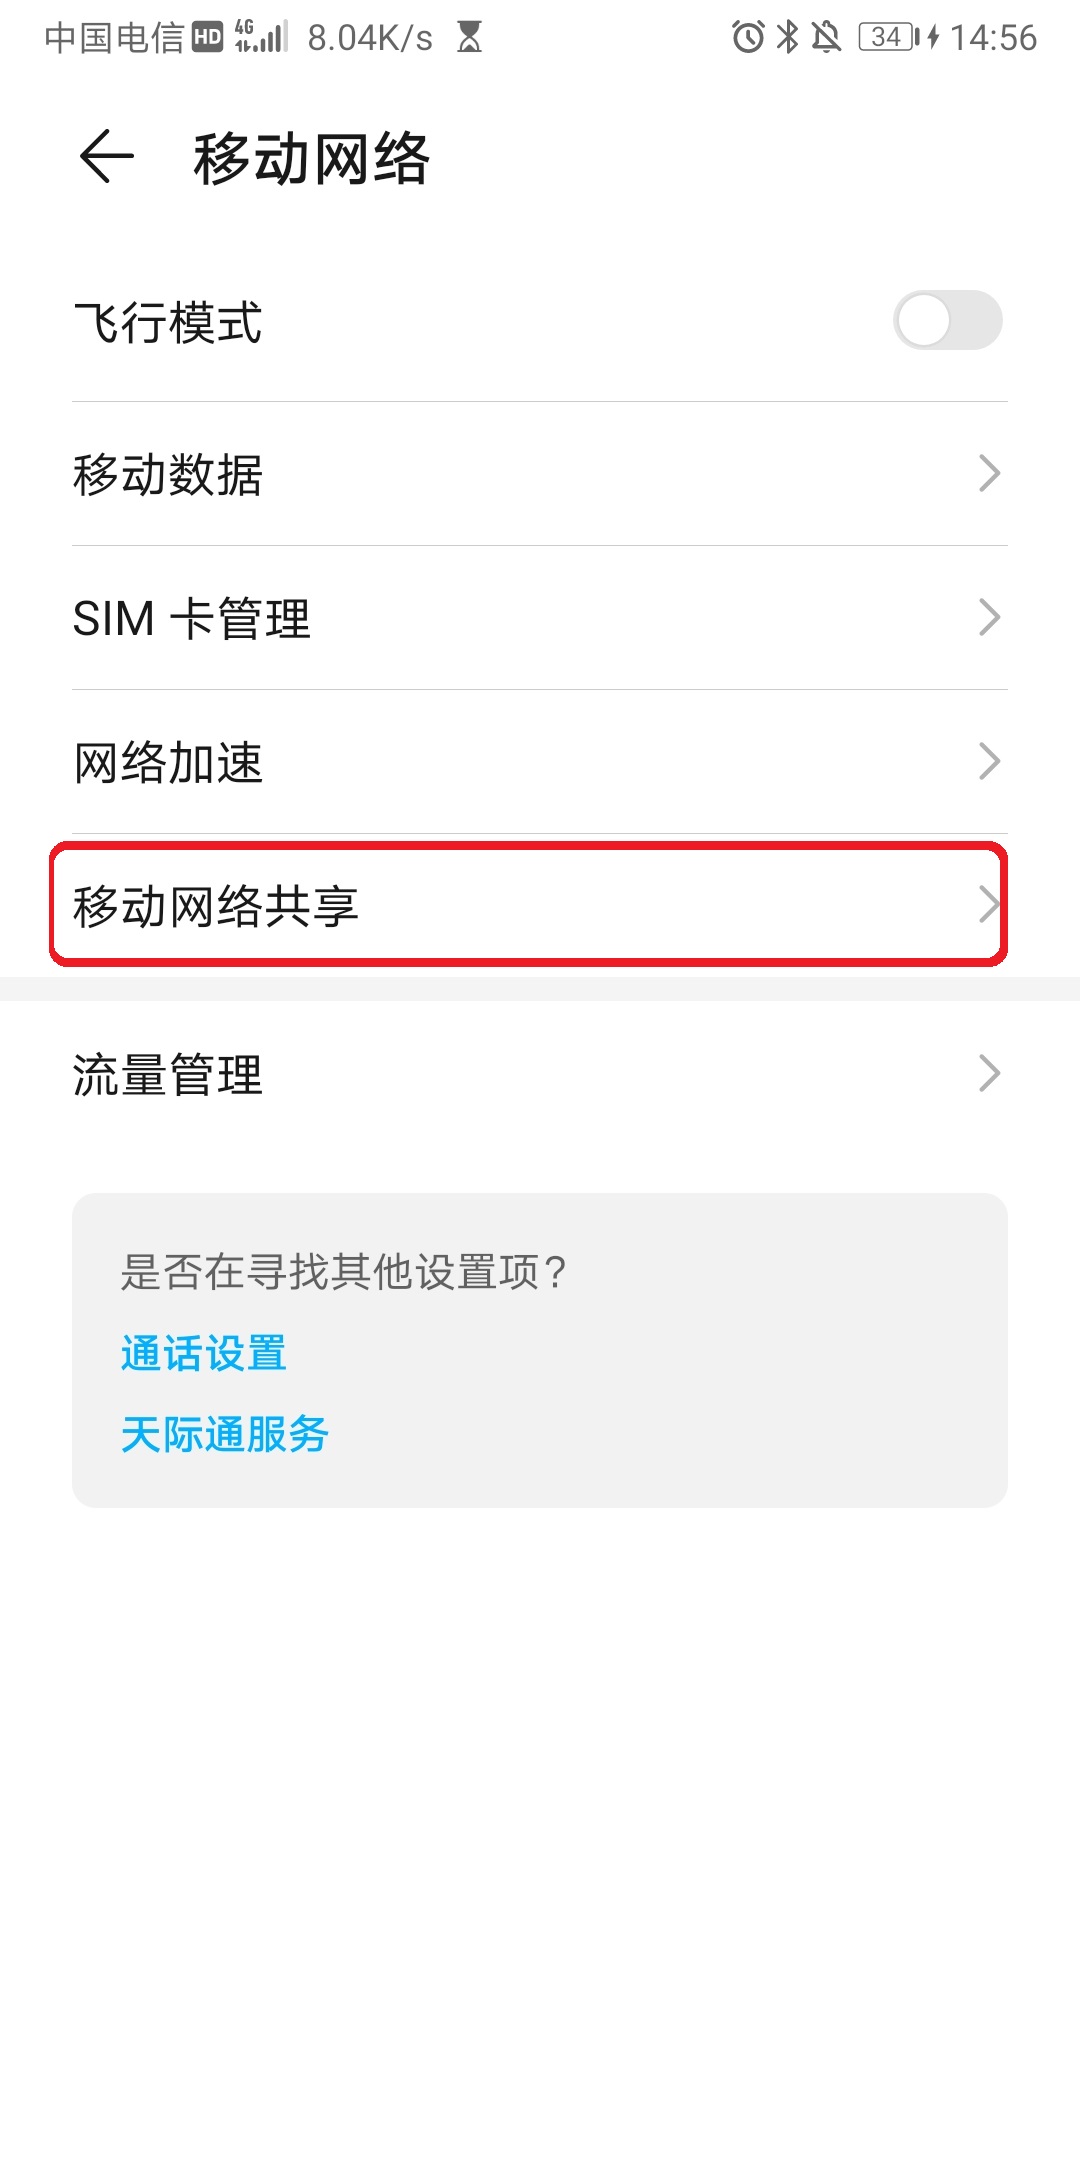 中国电信 HD 4G 8.04K/s 34 14:56
移动网络
飞行模式
移动数据
SIM 卡管理
网络加速
移动网络共享
流量管理
是否在寻找其他设置项？
通话设置
天际通服务